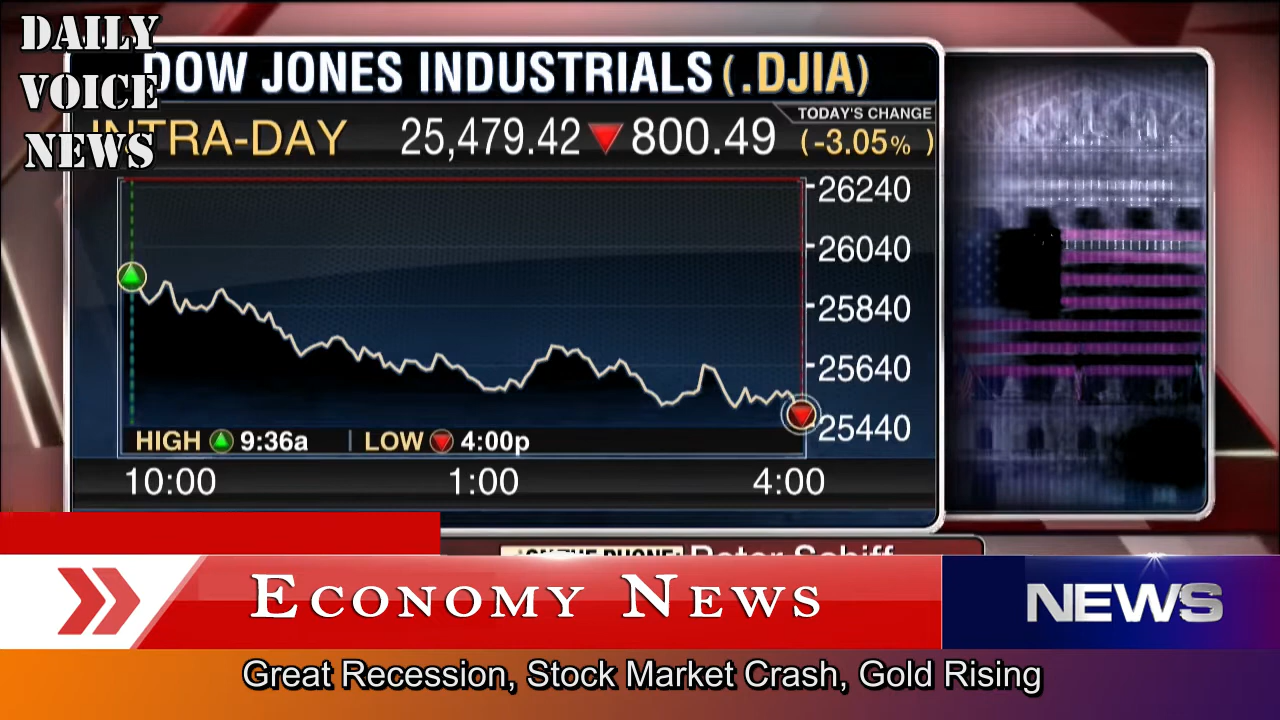 DAILY
VOICE
NEWS
DOW JONES INDUSTRIALS (.DJIA)
INTRA-DAY 25,479.42 800.49
TODAY'S CHANGE
(-3.05%)
26240
26040
25840
25640
25440
HIGH 9:36a | LOW 4:00p
10:00 1:00 4:00
Peter Schiff
ECONOMY NEWS
NEWS
Great Recession, Stock Market Crash, Gold Rising